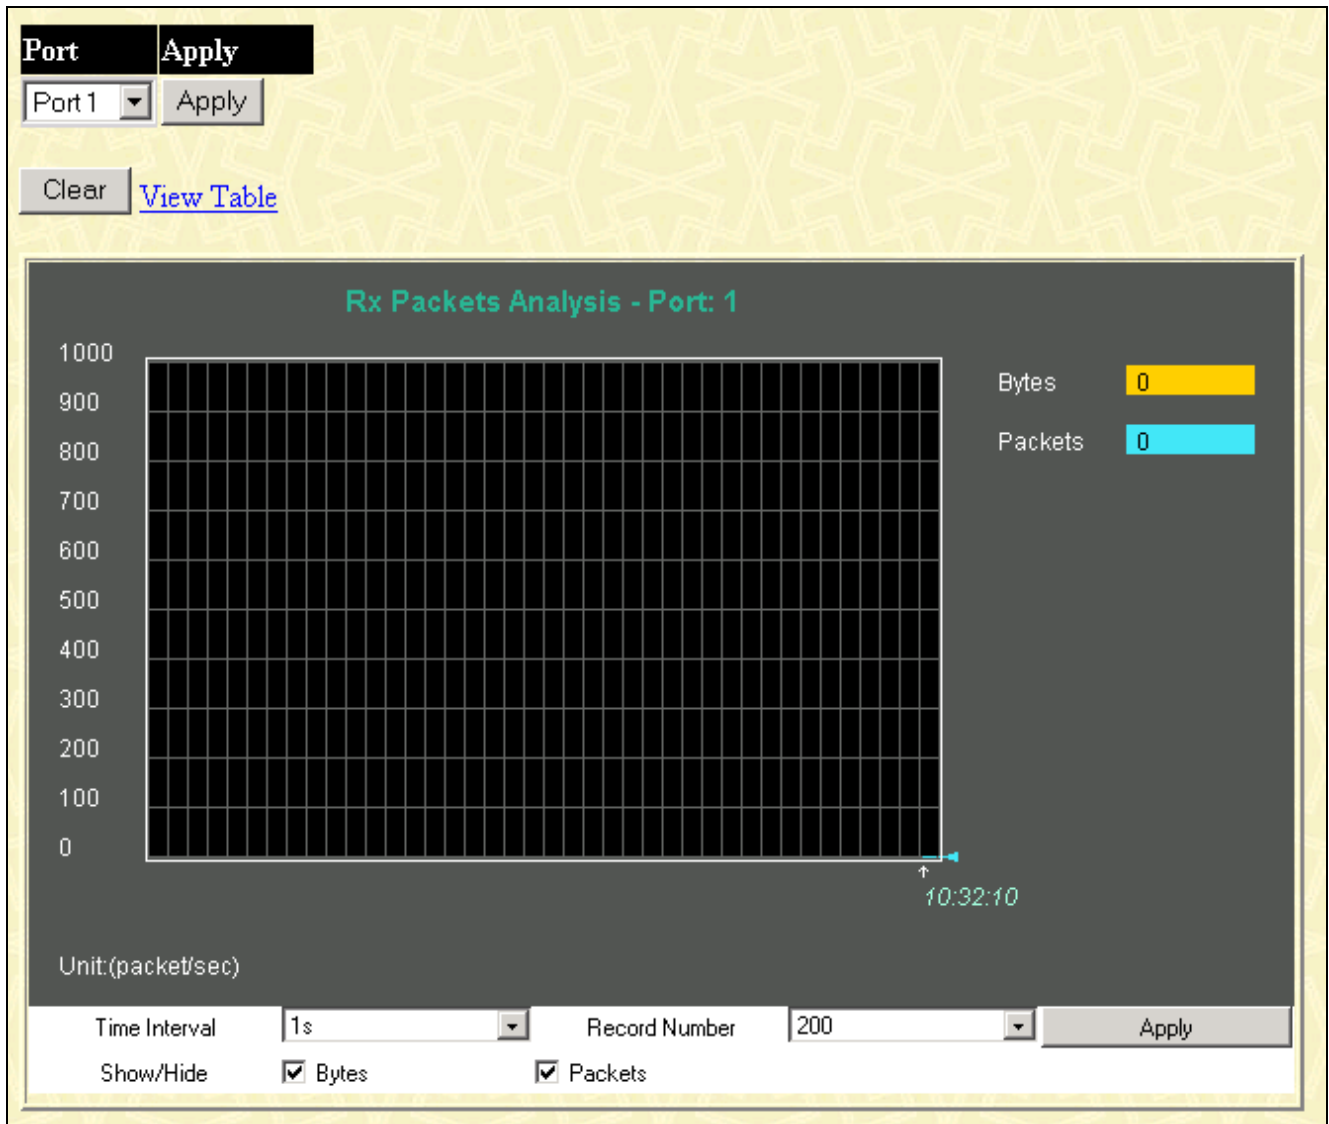 Port Apply
Port 1 Apply
Clear View Table
Rx Packets Analysis - Port: 1
1000
900
800
700
600
500
400
300
200
100
0
Bytes 0
Packets 0
10:32:10
Unit:(packet/sec)
Time Interval 1s Record Number 200 Apply
Show/Hide Bytes Packets